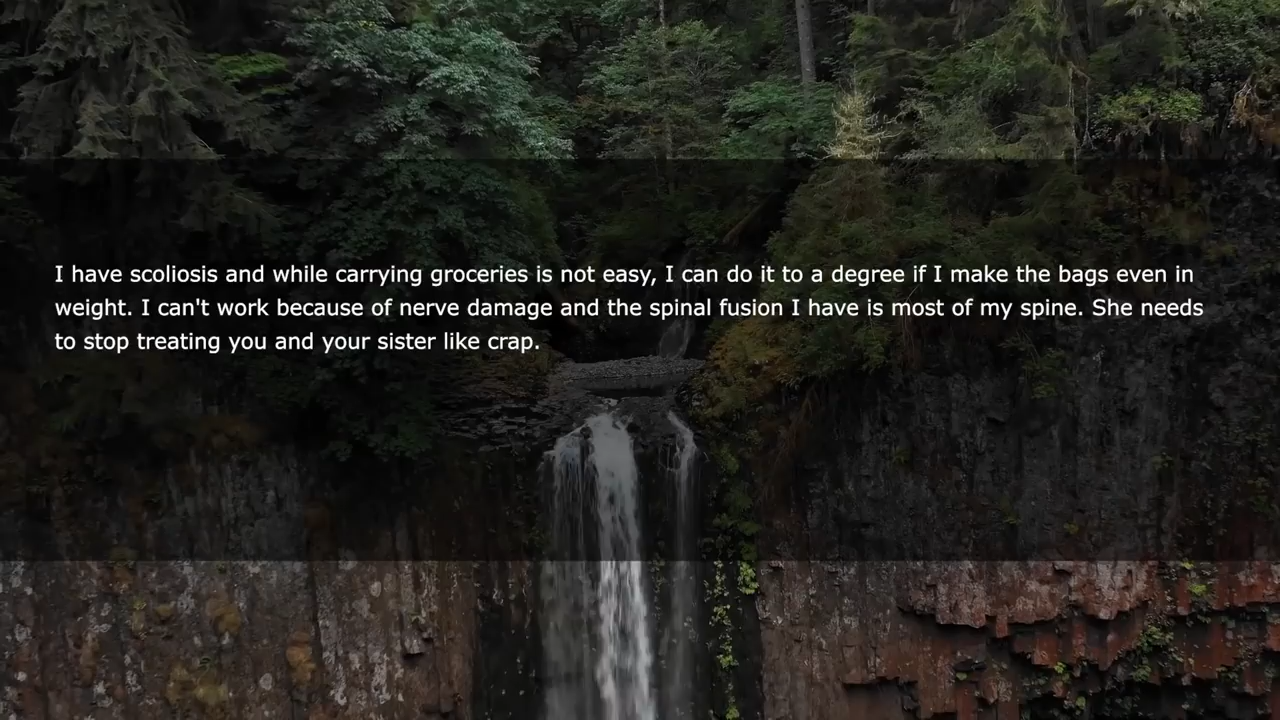 I have scoliosis and while carrying groceries is not easy, I can do it to a degree if I make the bags even in
weight. I can't work because of nerve damage and the spinal fusion I have is most of my spine. She needs
to stop treating you and your sister like crap.